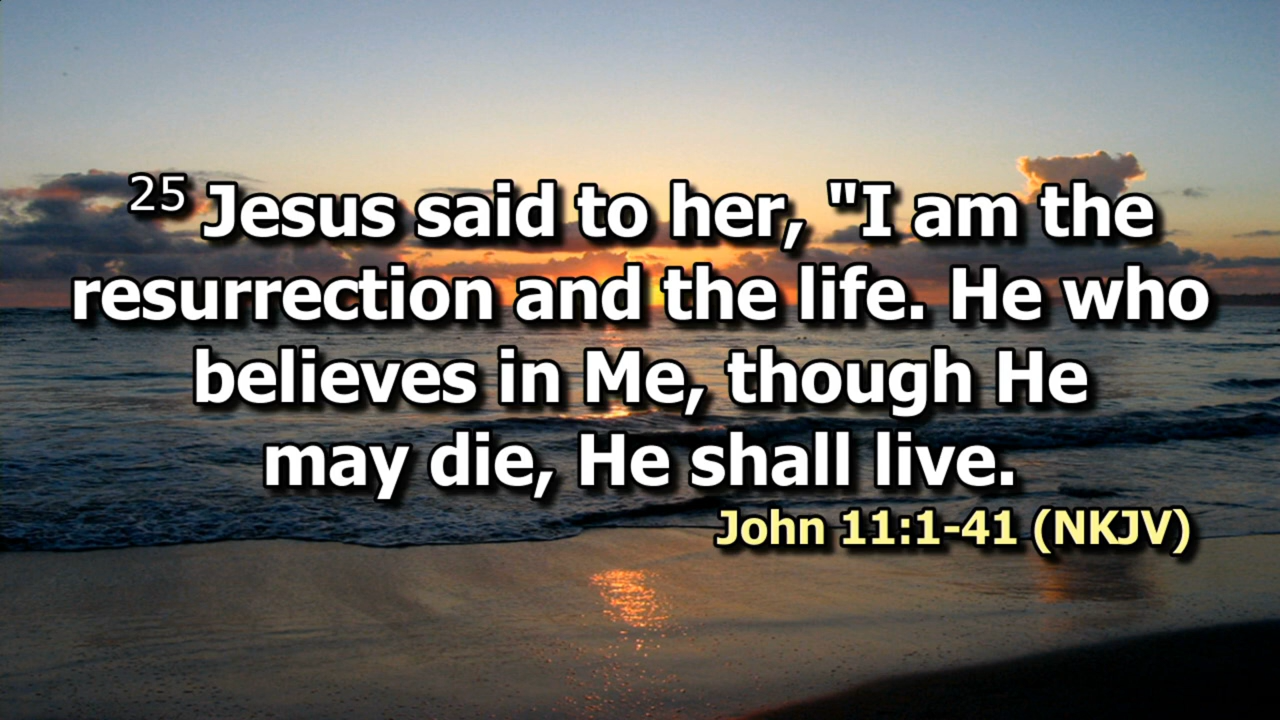 25 Jesus said to her, "I am the
resurrection and the life. He who
believes in Me, though He
may die, He shall live.
John 11:1-41 (NKJV)